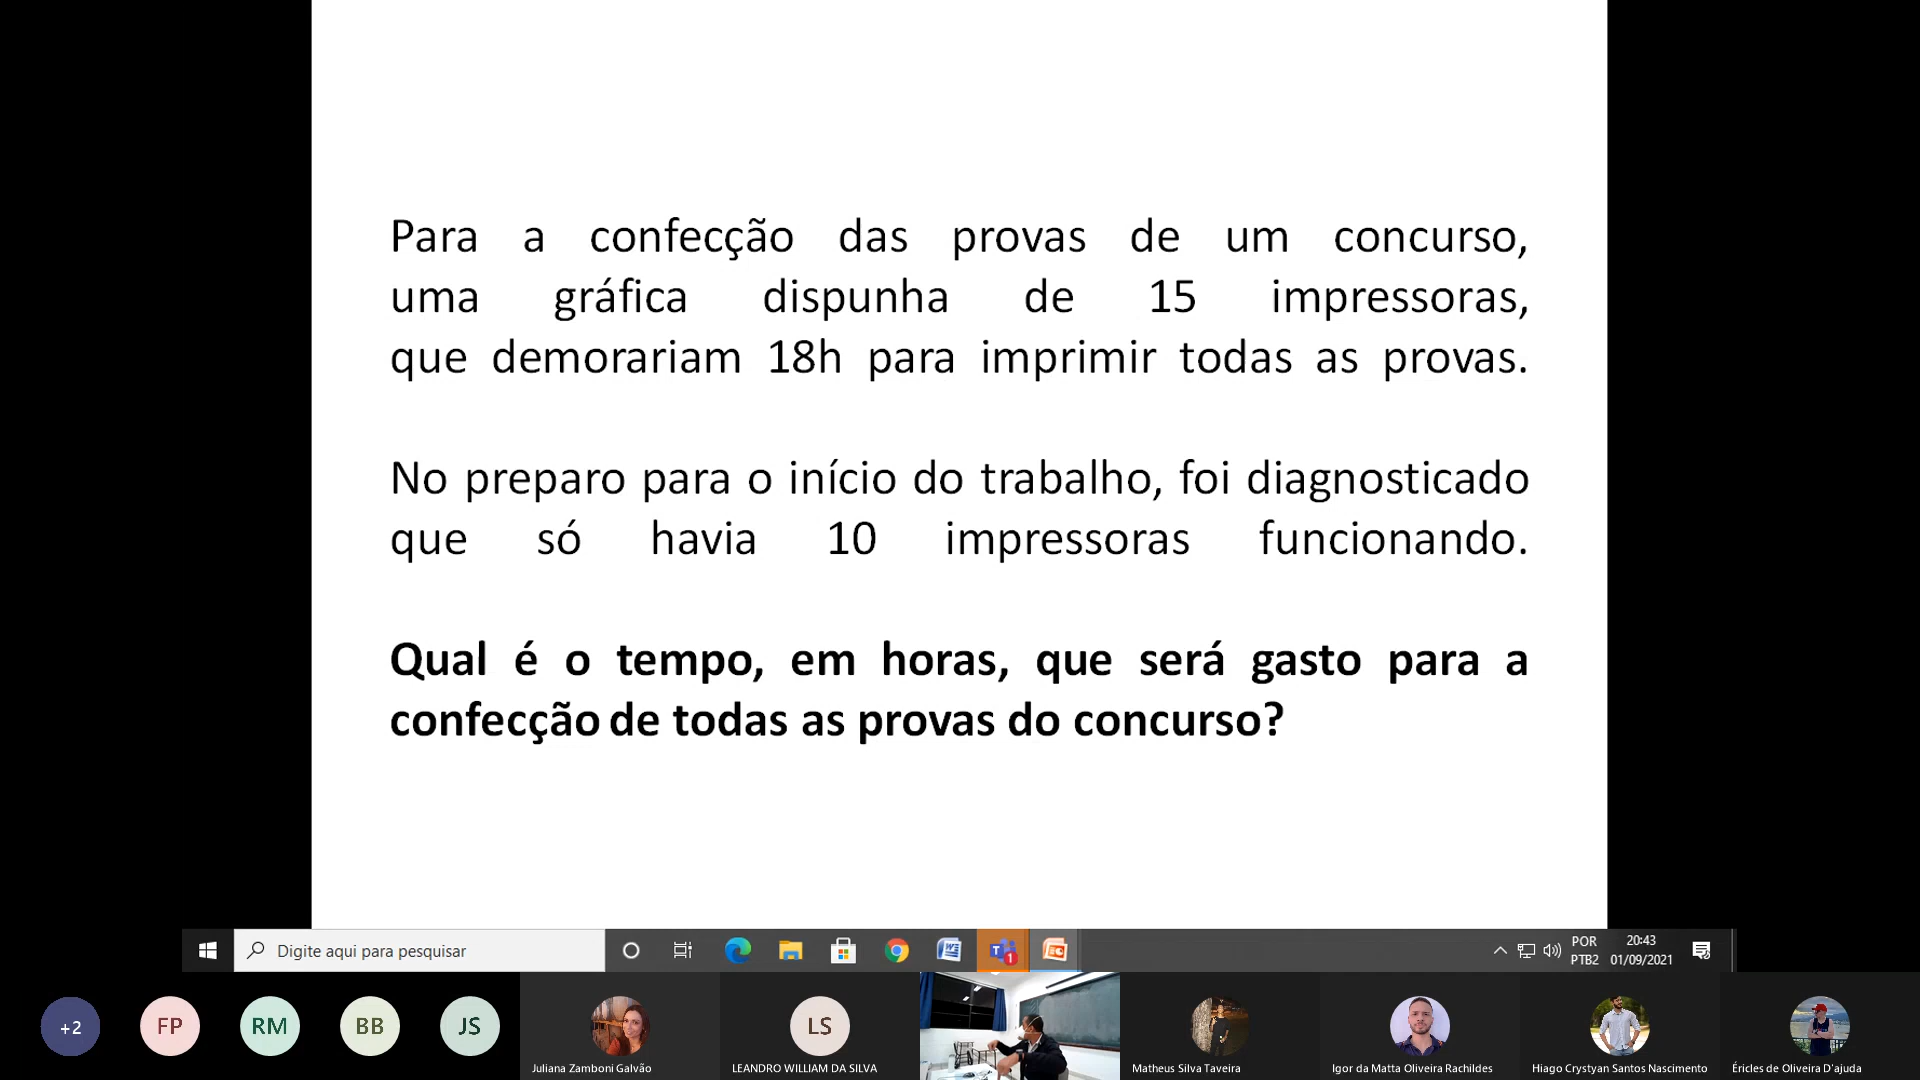 Para a confecção das provas de um concurso,
uma gráfica dispunha de 15 impressoras,
que demorariam 18h para imprimir todas as provas.
No preparo para o início do trabalho, foi diagnosticado
que só havia 10 impressoras funcionando.
Qual é o tempo, em horas, que será gasto para a
confecção de todas as provas do concurso?
Digite aqui para pesquisar
1
POR
PTB2
20:43
01/09/2021
+2
FP
RM
BB
JS
LS
Juliana Zamboni Galvão
LEANDRO WILLIAM DA SILVA
Matheus Silva Taveira
Igor da Matta Oliveira Rachildes
Hiago Crystyan Santos Nascimento
Éricles de Oliveira D'ajuda